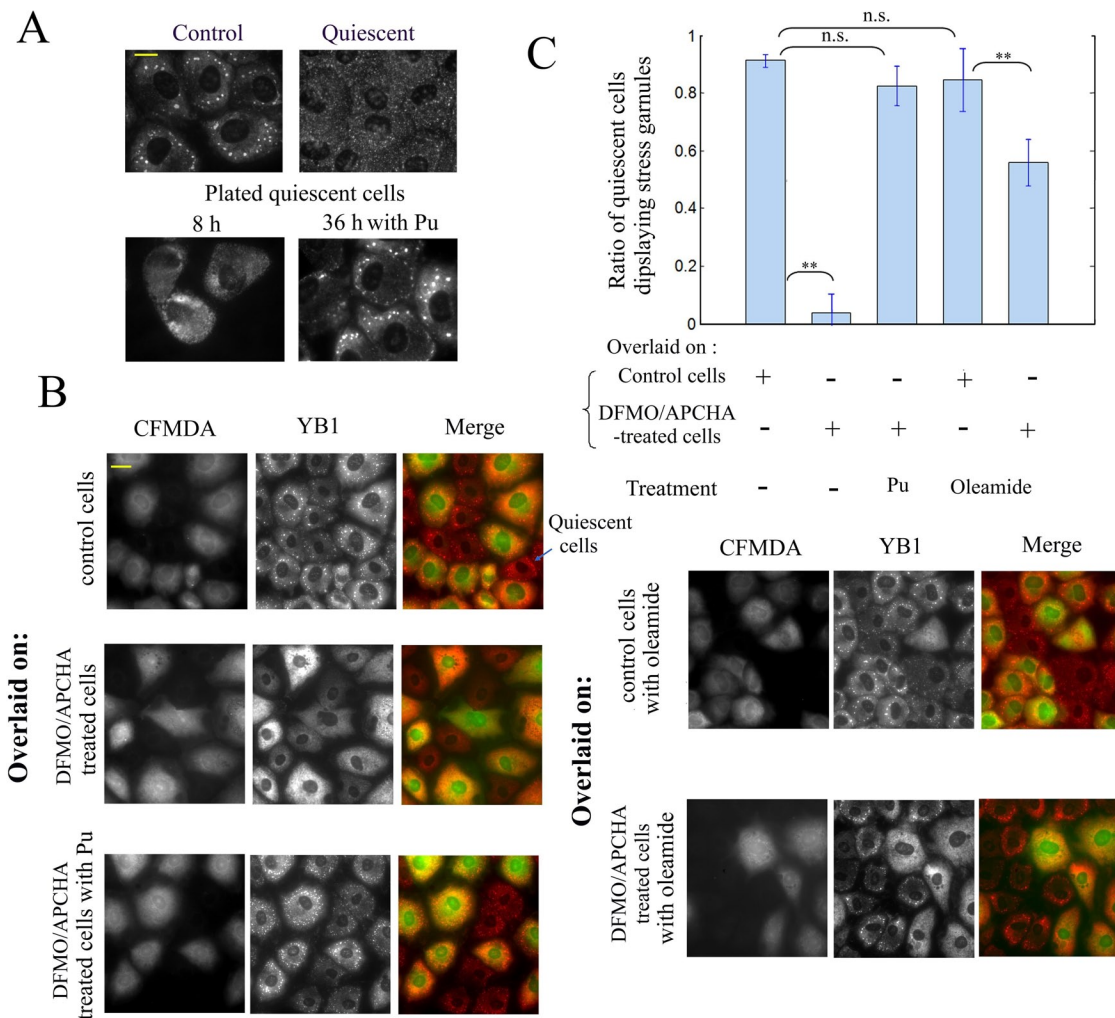 A
Control
Quiescent
Plated quiescent cells
8 h
36 h with Pu
B
CFMDA
YB1
Merge
control cells
Quiescent
cells
Overlaid on:
DFMO/APCHA
treated cells
DFMO/APCHA
treated cells with Pu
C
n.s.
n.s.
**
**
Ratio of quiescent cells
dipslaying stress garnules
1
0.8
0.6
0.4
0.2
0
Overlaid on :
Control cells
+ - - + -
DFMO/APCHA
-treated cells
- + + - +
Treatment
- - Pu Oleamide
CFMDA
YB1
Merge
control cells
with oleamide
Overlaid on:
DFMO/APCHA
treated cells
with oleamide